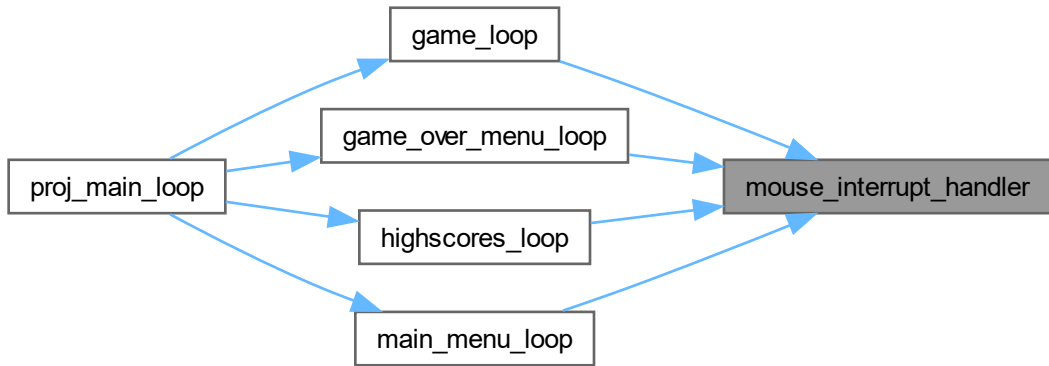 game_loop
game_over_menu_loop
proj_main_loop
mouse_interrupt_handler
highscores_loop
main_menu_loop